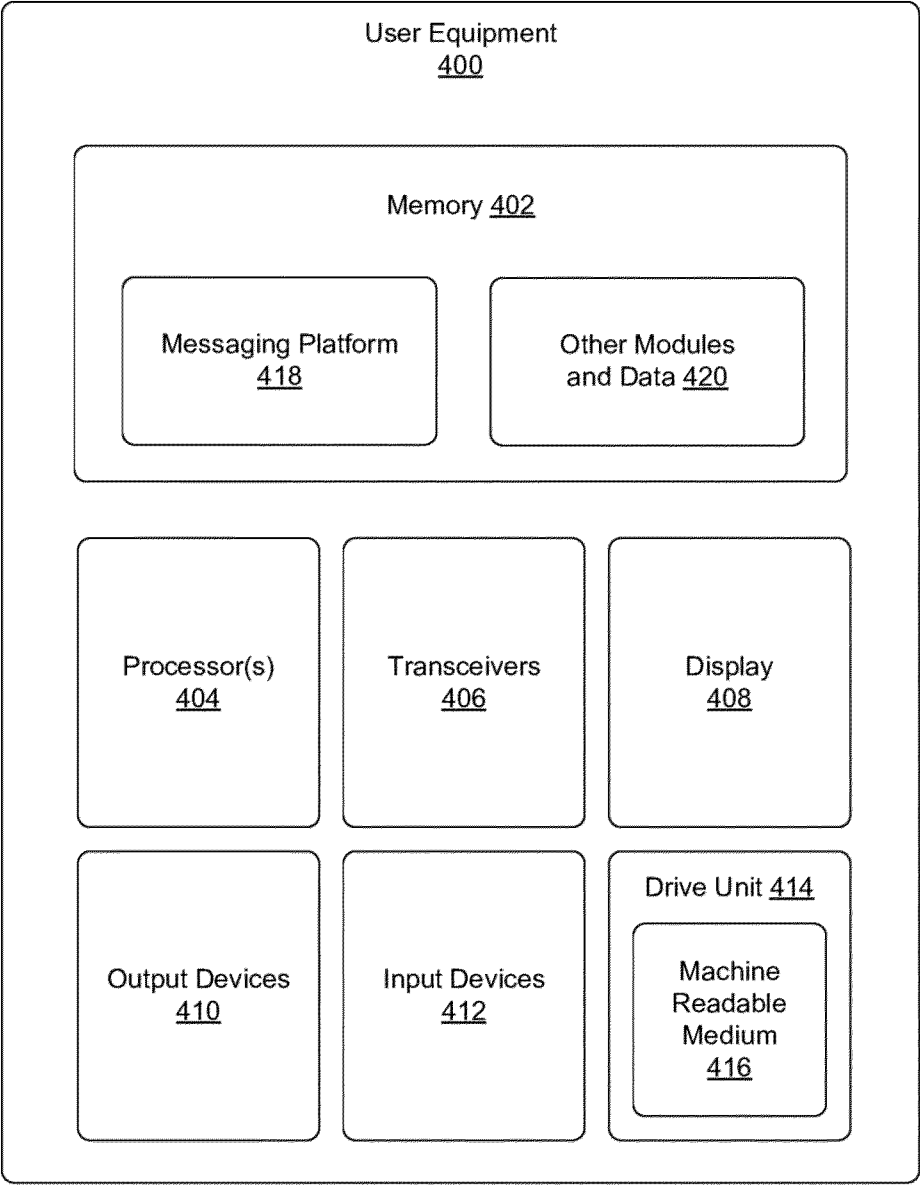 User Equipment
400
Memory 402
Messaging Platform
418
Other Modules
and Data 420
Processor(s)
404
Transceivers
406
Display
408
Output Devices
410
Input Devices
412
Drive Unit 414
Machine
Readable
Medium
416